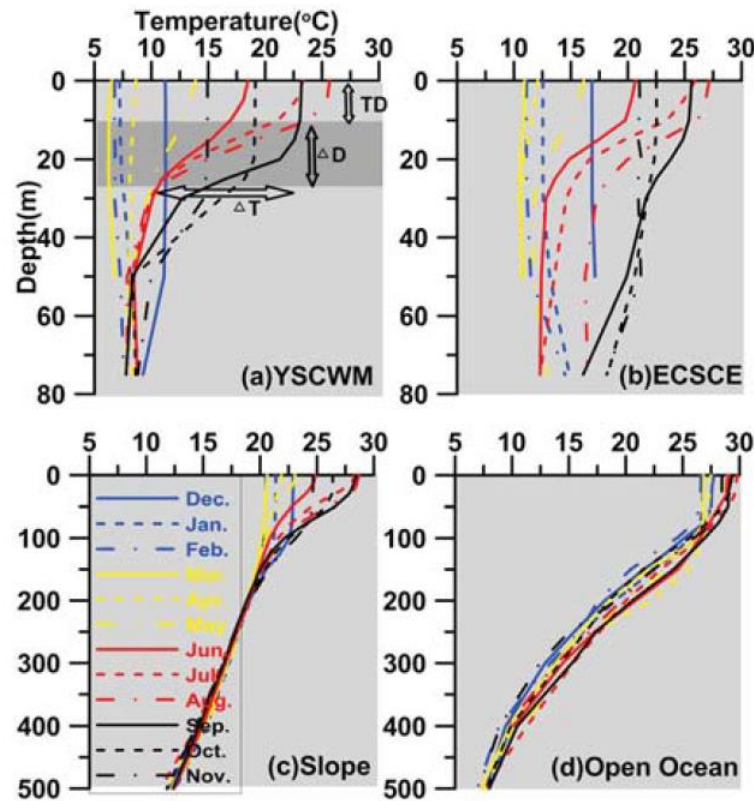 Temperature(°C)
5 10 15 20 25 30 5 10 15 20 25 30
0 0
TD
20 20
△D
△T
40 40
Depth(m)
60 60
(a)YSCWM (b)ECSCE
80 80
5 10 15 20 25 30 5 10 15 20 25 30
0 0
Dec.
Jan.
100 100
Feb.
Mar.
200 Apr. 200
May
Jun.
300 Jul. 300
Aug.
400 Sep. 400
Oct.
Nov. (c)Slope (d)Open Ocean
500 500